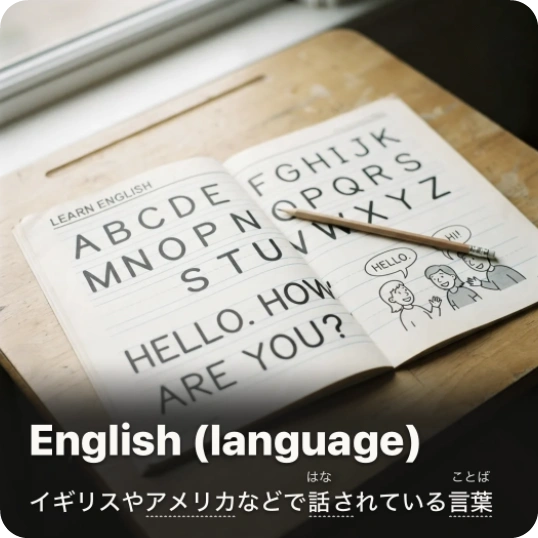 LEARN ENGLISH
ABCDE
MNOPN
STUV
HELLO. HOW
ARE YOU?
FGHIJK
OPQRS
WXYZ
HELLO.
HI!
English (language)
イギリスやアメリカなどで話されている言葉
はな
ことば